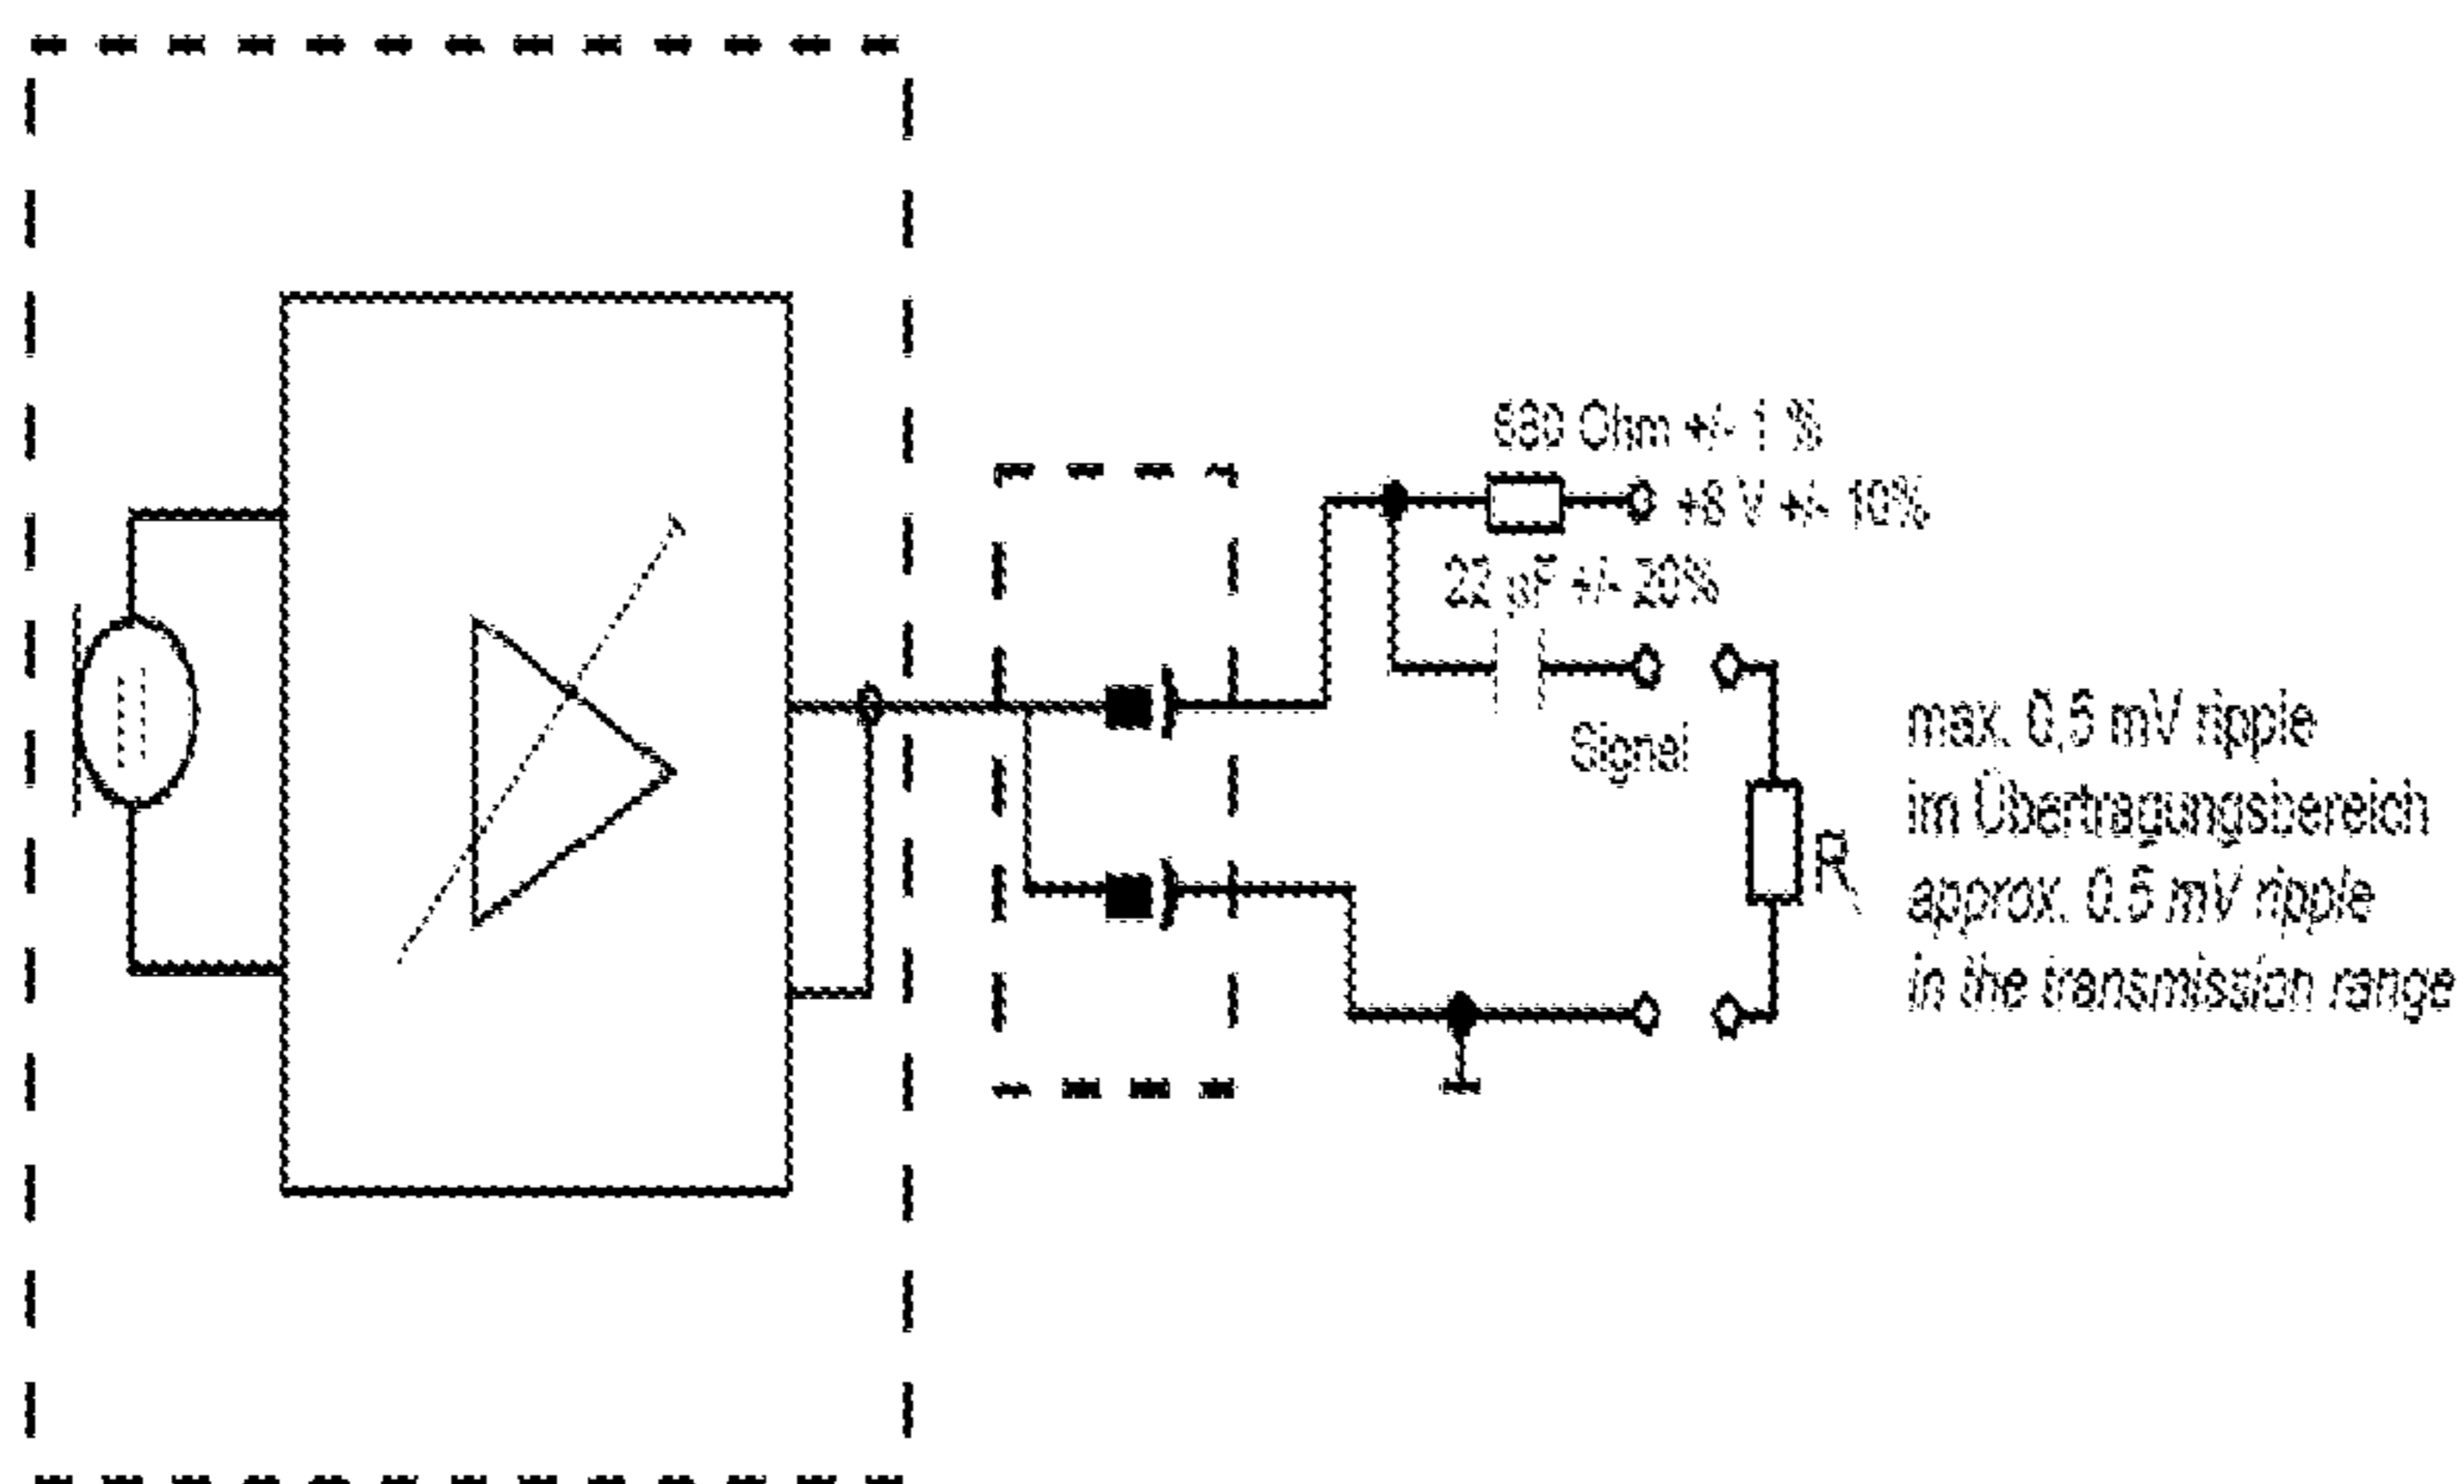 680 Ohm +/- 1 %
+8 V +/- 10%
22 µF +/- 20%
Signal
R
max. 0,5 mV ripple
im Übertragungsbereich
approx. 0.5 mV ripple
in the transmission range